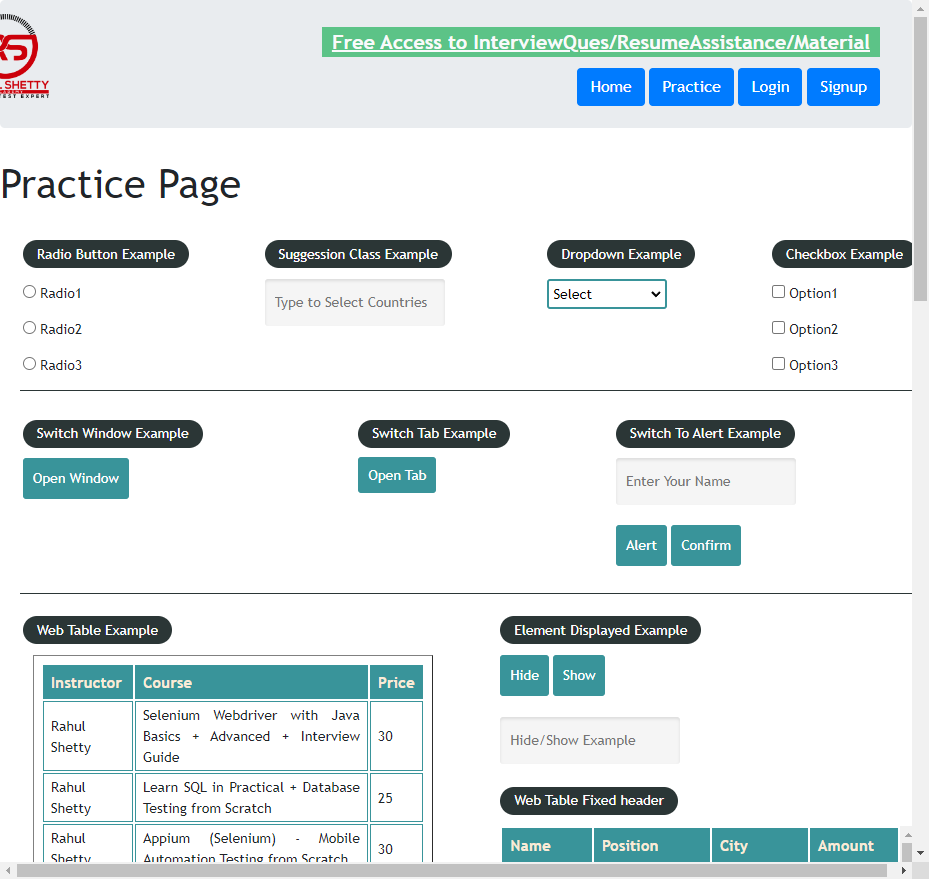 RS
L SHETTY
ACADEMY
TEST EXPERT
Free Access to InterviewQues/ResumeAssistance/Material
Home Practice Login Signup
Practice Page
Radio Button Example
Radio1
Radio2
Radio3
Suggession Class Example
Type to Select Countries
Dropdown Example
Select
Checkbox Example
Option1
Option2
Option3
Switch Window Example
Open Window
Switch Tab Example
Open Tab
Switch To Alert Example
Enter Your Name
Alert Confirm
Web Table Example
Instructor Course Price
Rahul Shetty Selenium Webdriver with Java Basics + Advanced + Interview Guide 30
Rahul Shetty Learn SQL in Practical + Database Testing from Scratch 25
Rahul Shetty Appium (Selenium) - Mobile Automation Testing from Scratch 30
Element Displayed Example
Hide Show
Hide/Show Example
Web Table Fixed header
Name Position City Amount